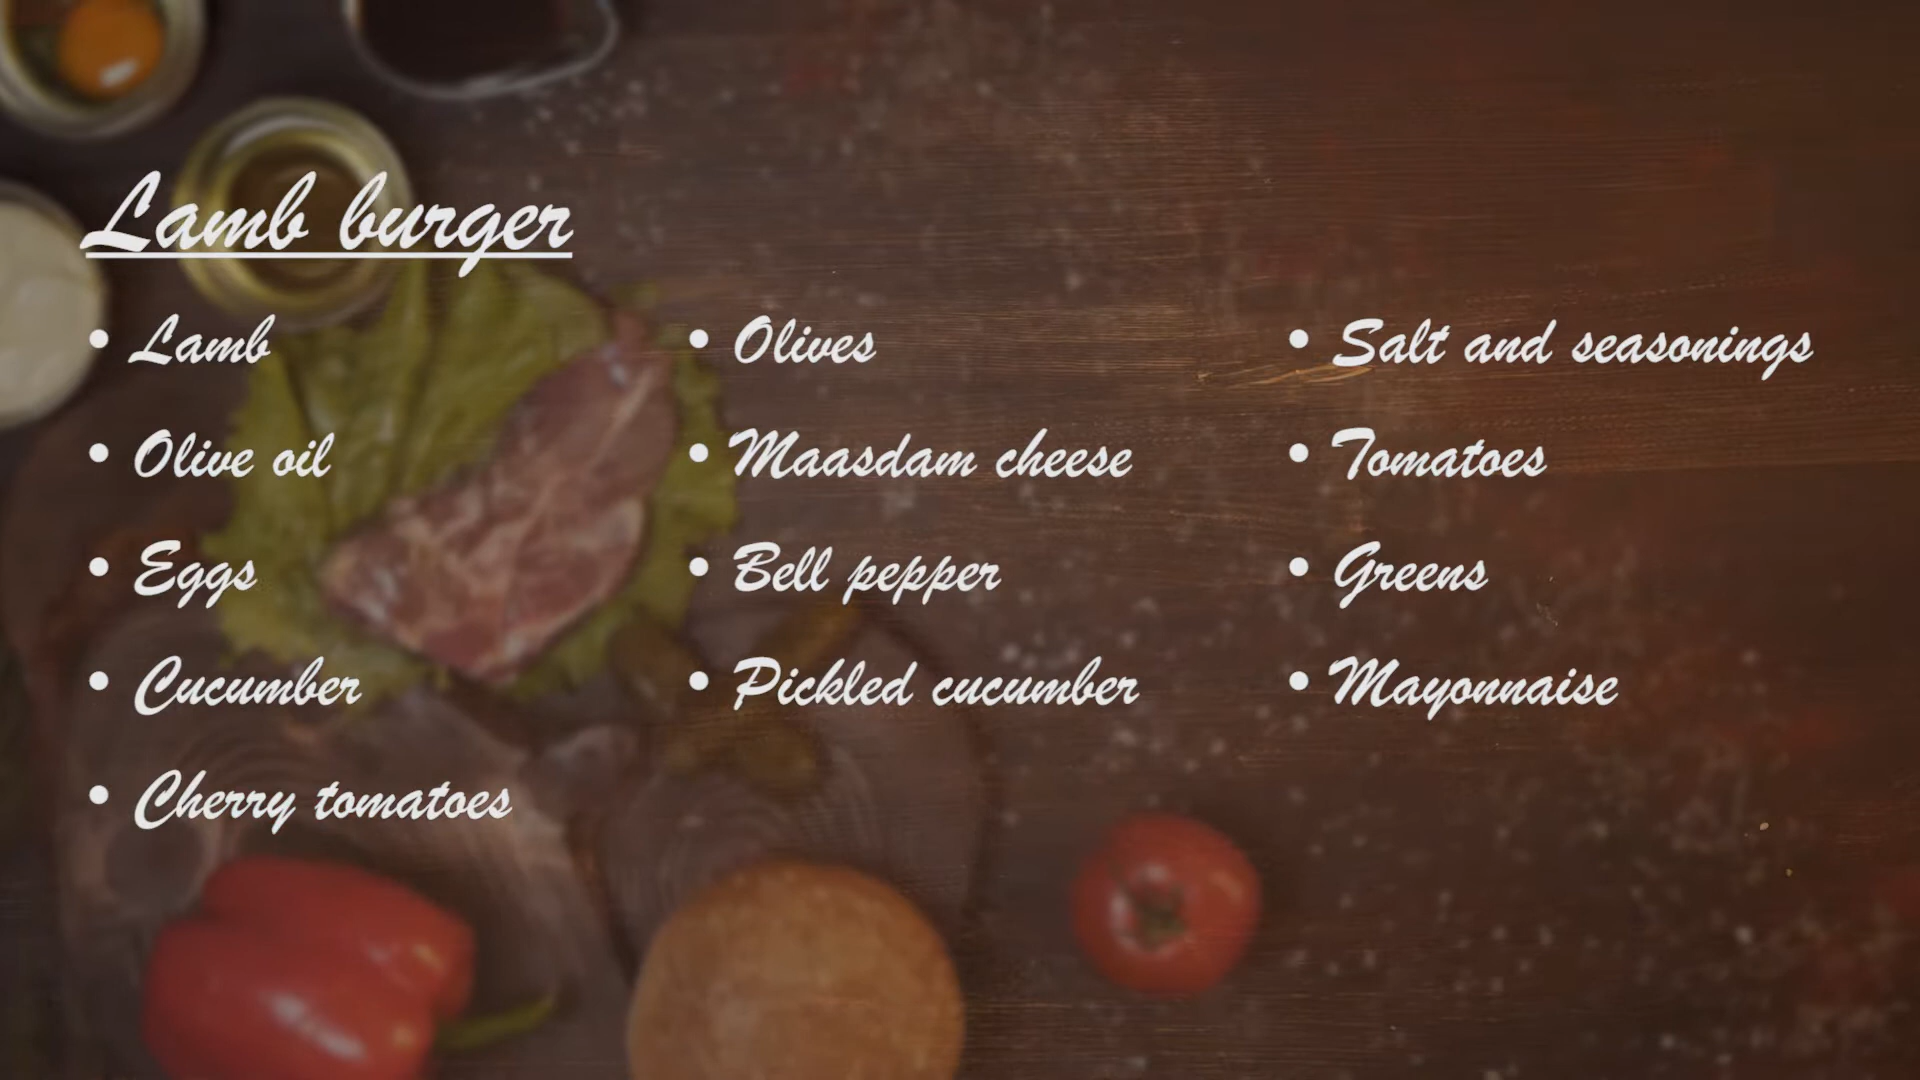 Lamb burger
• Lamb
• Olive oil
• Eggs
• Cucumber
• Cherry tomatoes
• Olives
• Maasdam cheese
• Bell pepper
• Pickled cucumber
• Salt and seasonings
• Tomatoes
• Greens
• Mayonnaise